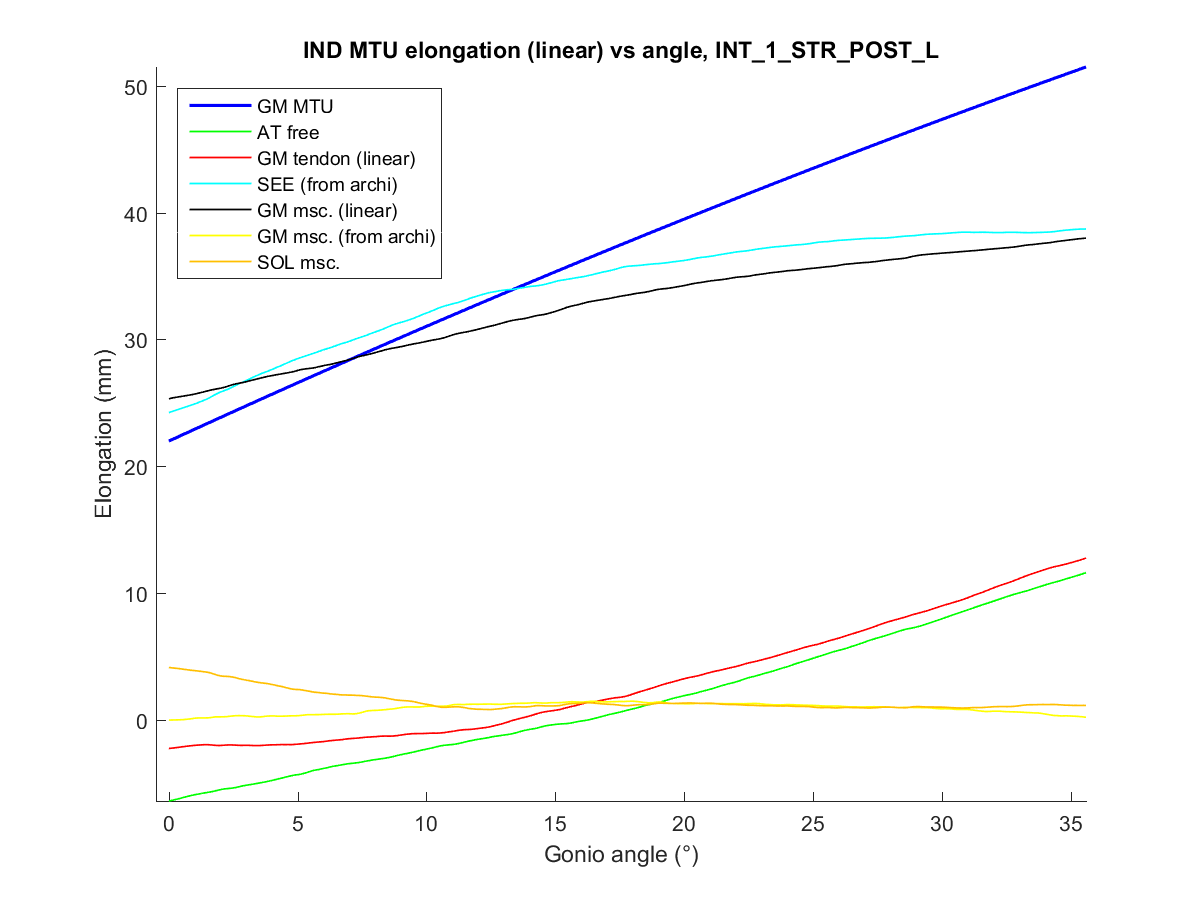 IND MTU elongation (linear) vs angle, INT_1_STR_POST_L
GM MTU
AT free
GM tendon (linear)
SEE (from archi)
GM msc. (linear)
GM msc. (from archi)
SOL msc.
Elongation (mm)
50
40
30
20
10
0
0 5 10 15 20 25 30 35
Gonio angle (°)